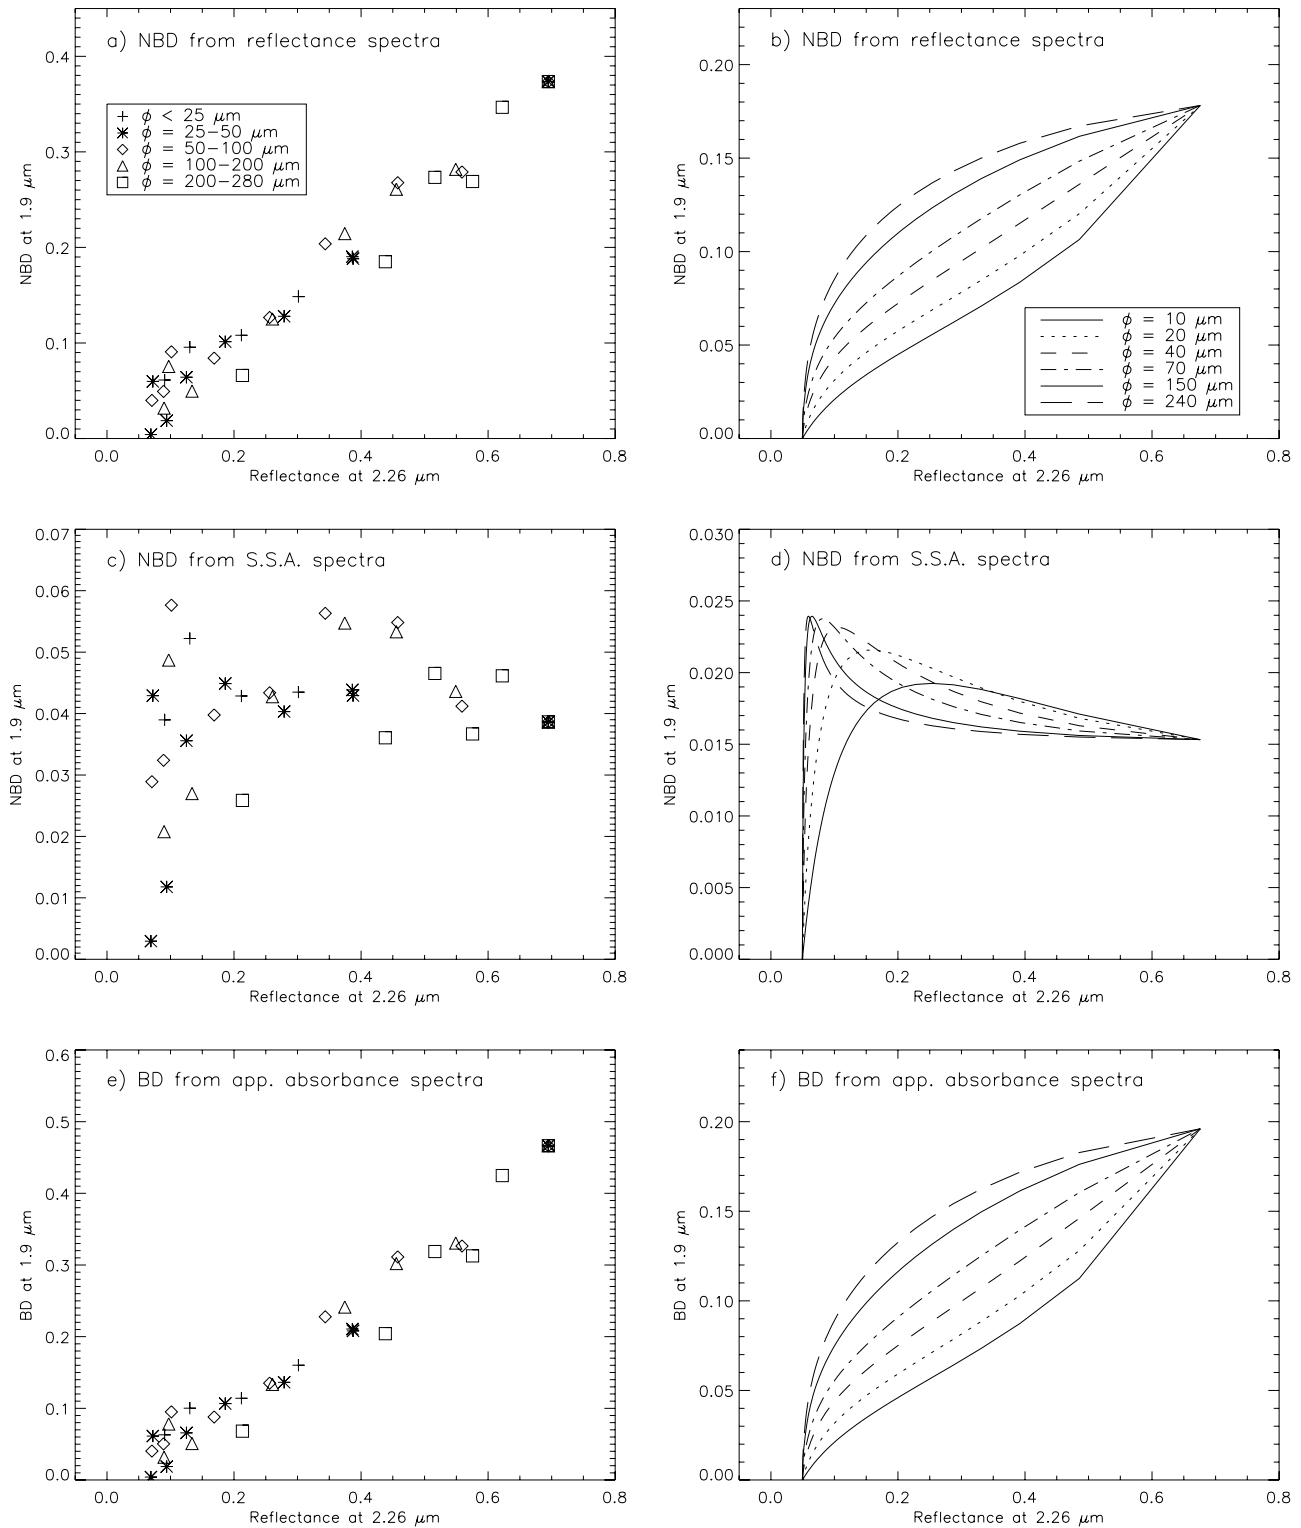 a) NBD from reflectance spectra
0.4
0.3
0.2
0.1
0.0
NBD at 1.9 μm
+ ϕ < 25 μm
ϕ = 25−50 μm
ϕ = 50−100 μm
ϕ = 100−200 μm
ϕ = 200−280 μm
0.0 0.2 0.4 0.6 0.8
Reflectance at 2.26 μm
b) NBD from reflectance spectra
0.20
0.15
0.10
0.05
0.00
NBD at 1.9 μm
ϕ = 10 μm
ϕ = 20 μm
ϕ = 40 μm
ϕ = 70 μm
ϕ = 150 μm
ϕ = 240 μm
0.0 0.2 0.4 0.6 0.8
Reflectance at 2.26 μm
c) NBD from S.S.A. spectra
0.07
0.06
0.05
0.04
0.03
0.02
0.01
0.00
NBD at 1.9 μm
0.0 0.2 0.4 0.6 0.8
Reflectance at 2.26 μm
d) NBD from S.S.A. spectra
0.030
0.025
0.020
0.015
0.010
0.005
0.000
NBD at 1.9 μm
0.0 0.2 0.4 0.6 0.8
Reflectance at 2.26 μm
e) BD from app. absorbance spectra
0.6
0.5
0.4
0.3
0.2
0.1
0.0
BD at 1.9 μm
0.0 0.2 0.4 0.6 0.8
Reflectance at 2.26 μm
f) BD from app. absorbance spectra
0.20
0.15
0.10
0.05
0.00
BD at 1.9 μm
0.0 0.2 0.4 0.6 0.8
Reflectance at 2.26 μm